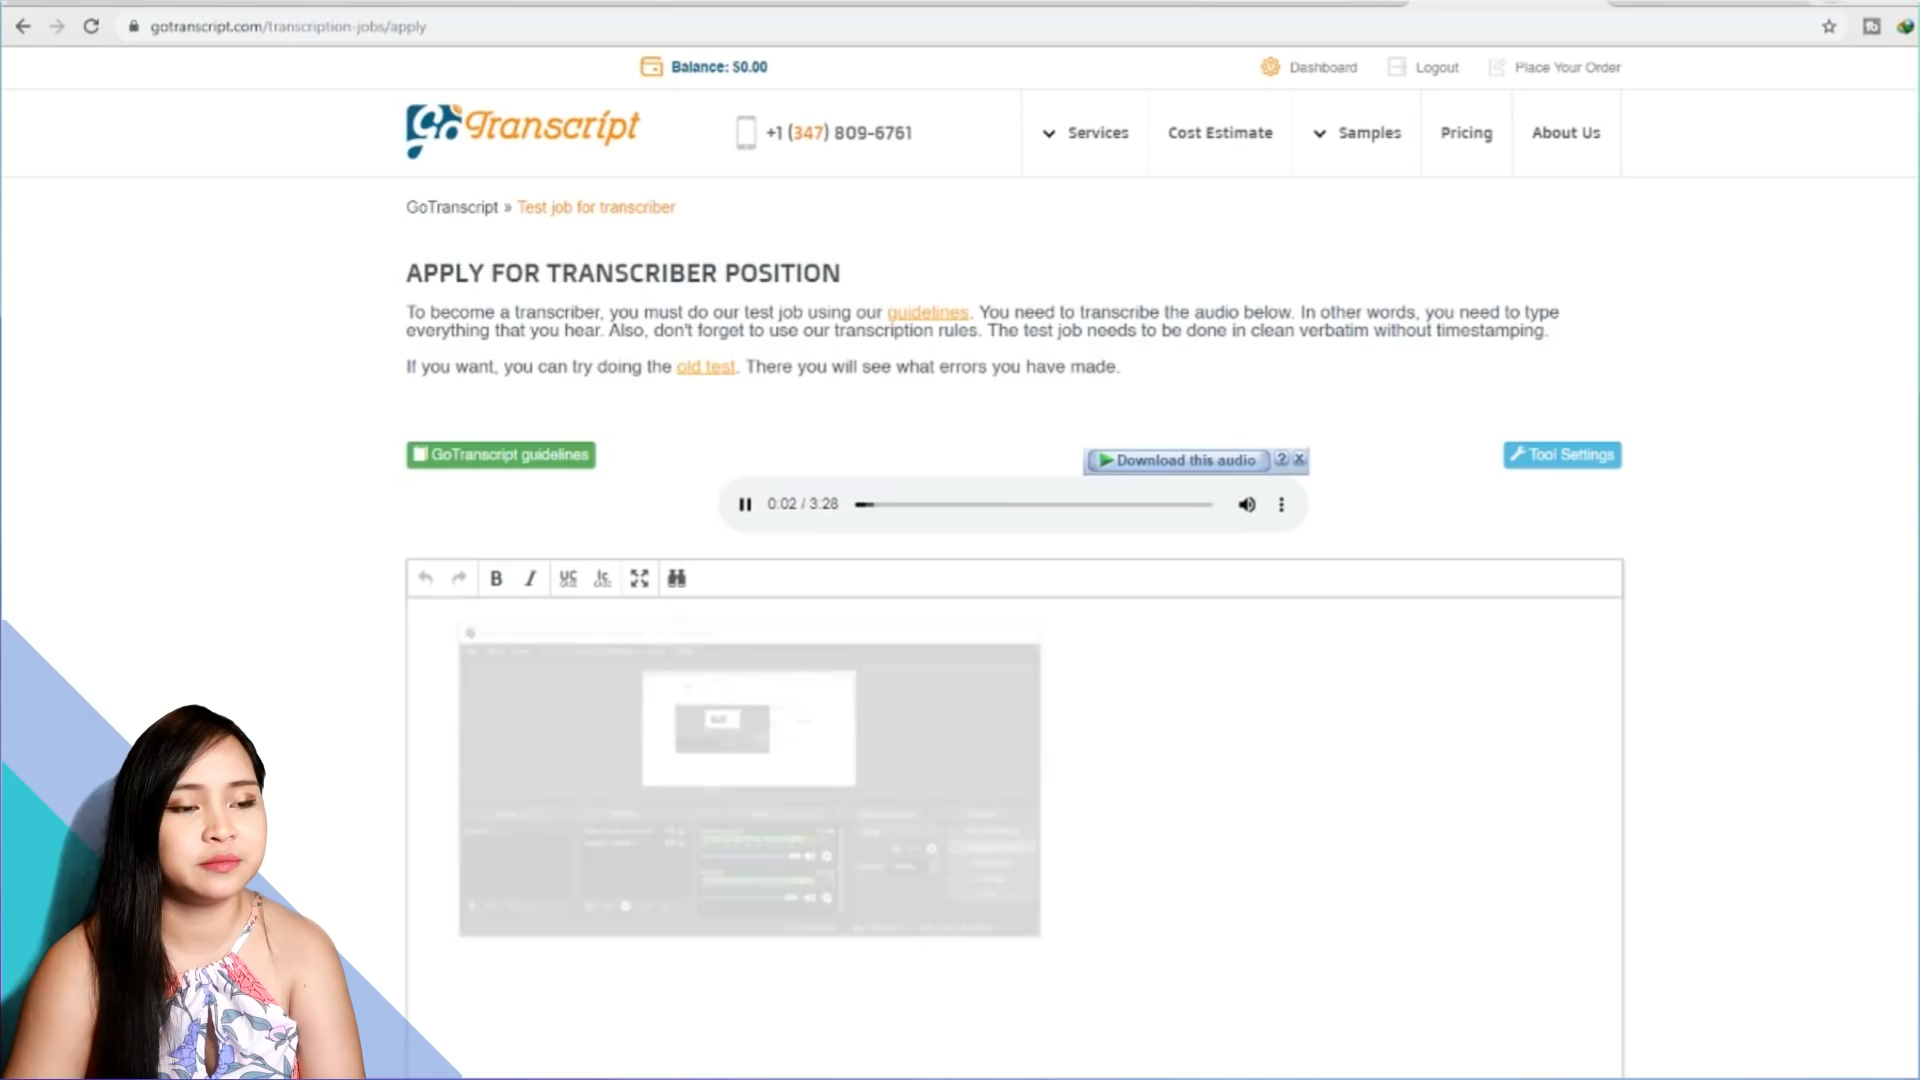 gotranscript.com/transcription-jobs/apply
Balance: $0.00
Dashboard
Logout
Place Your Order
GoTranscript
+1 (347) 809-6761
Services
Cost Estimate
Samples
Pricing
About Us
GoTranscript » Test job for transcriber
APPLY FOR TRANSCRIBER POSITION
To become a transcriber, you must do our test job using our guidelines. You need to transcribe the audio below. In other words, you need to type
everything that you hear. Also, don't forget to use our transcription rules. The test job needs to be done in clean verbatim without timestamping.
If you want, you can try doing the old test. There you will see what errors you have made.
GoTranscript guidelines
Download this audio ? X
Tool Settings
0:02 / 3:28
B I UC lc